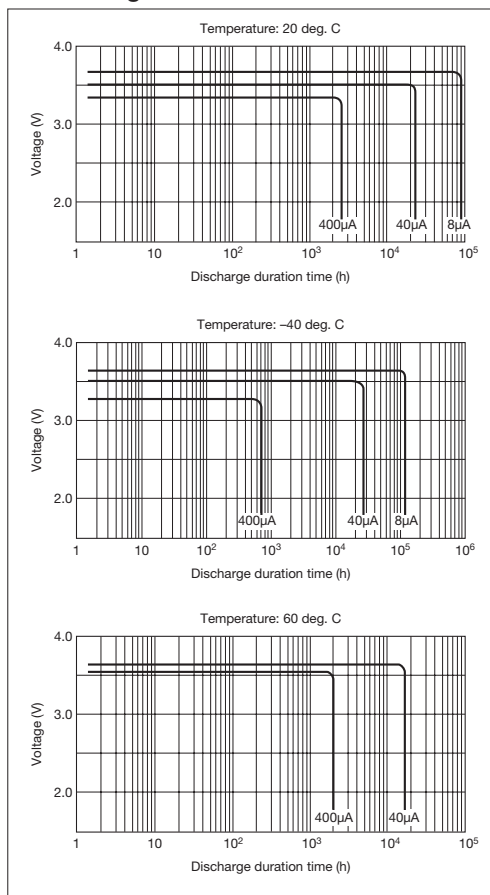 Temperature: 20 deg. C
4.0
3.0
2.0
Voltage (V)
400μA
40μA
8μA
1
10
10²
10³
10⁴
10⁵
Discharge duration time (h)
Temperature: –40 deg. C
4.0
3.0
2.0
Voltage (V)
400μA
40μA
8μA
1
10
10²
10³
10⁴
10⁵
10⁶
Discharge duration time (h)
Temperature: 60 deg. C
4.0
3.0
2.0
Voltage (V)
400μA
40μA
1
10
10²
10³
10⁴
10⁵
Discharge duration time (h)